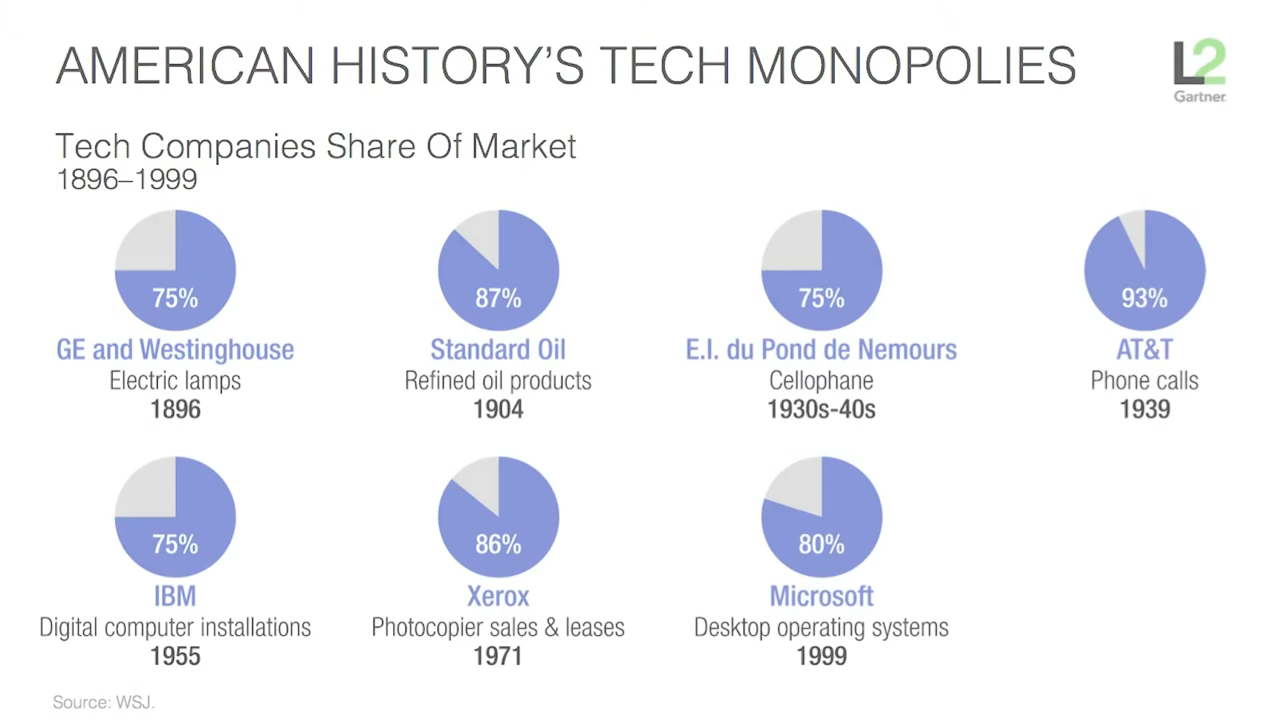 AMERICAN HISTORY’S TECH MONOPOLIES
L2
Gartner
Tech Companies Share Of Market
1896–1999
75%
GE and Westinghouse
Electric lamps
1896
87%
Standard Oil
Refined oil products
1904
75%
E.I. du Pond de Nemours
Cellophane
1930s-40s
93%
AT&T
Phone calls
1939
75%
IBM
Digital computer installations
1955
86%
Xerox
Photocopier sales & leases
1971
80%
Microsoft
Desktop operating systems
1999
Source: WSJ.